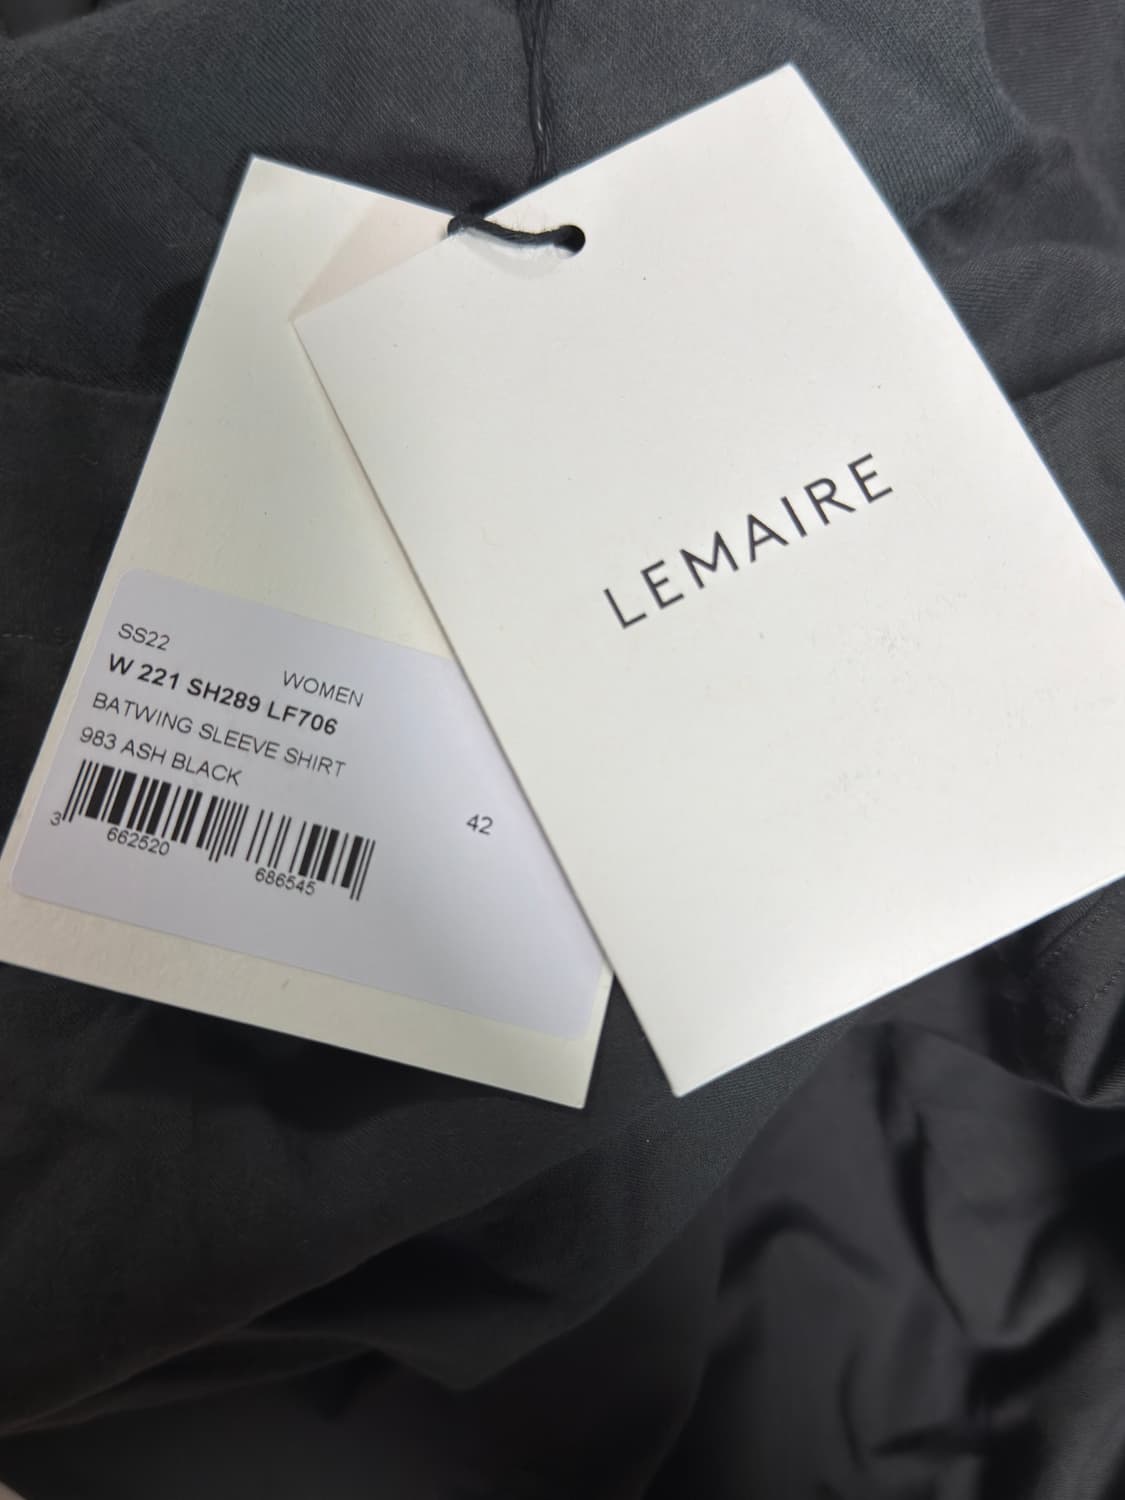 LEMAIRE
SS22
WOMEN
W 221 SH289 LF706
BATWING SLEEVE SHIRT
983 ASH BLACK
42
3 662520 686545